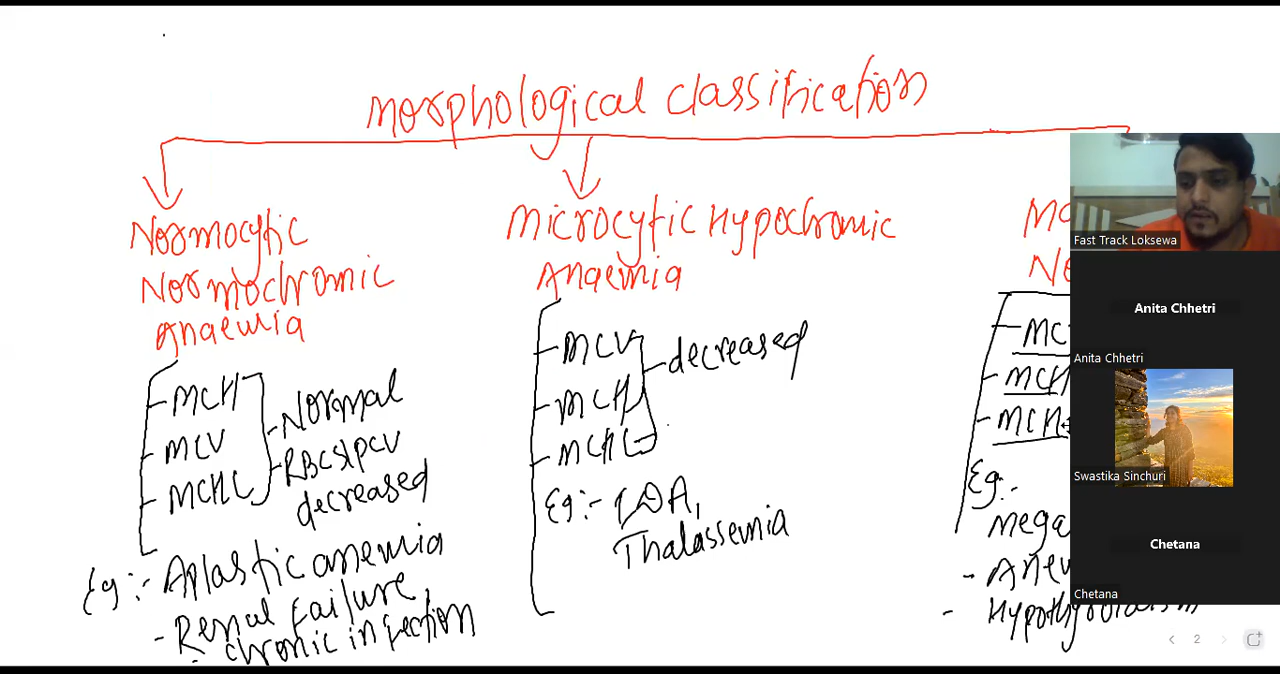 Morphological classification
Normocytic
Normochromic
Anaemia
MCH
MCV
MCHC
Normal
RBCs/PCV
decreased
Eg:- Aplastic anemia
- Renal Failure,
- chronic infection
Microcytic Hypochromic
Anaemia
MCV
MCH
MCHC
decreased
Eg:- IDA,
Thalassemia
MCH
Eg:-
- Hypothyroidism
Fast Track Loksewa
Anita Chhetri
Anita Chhetri
Swastika Sinchuri
Chetana
Chetana
2